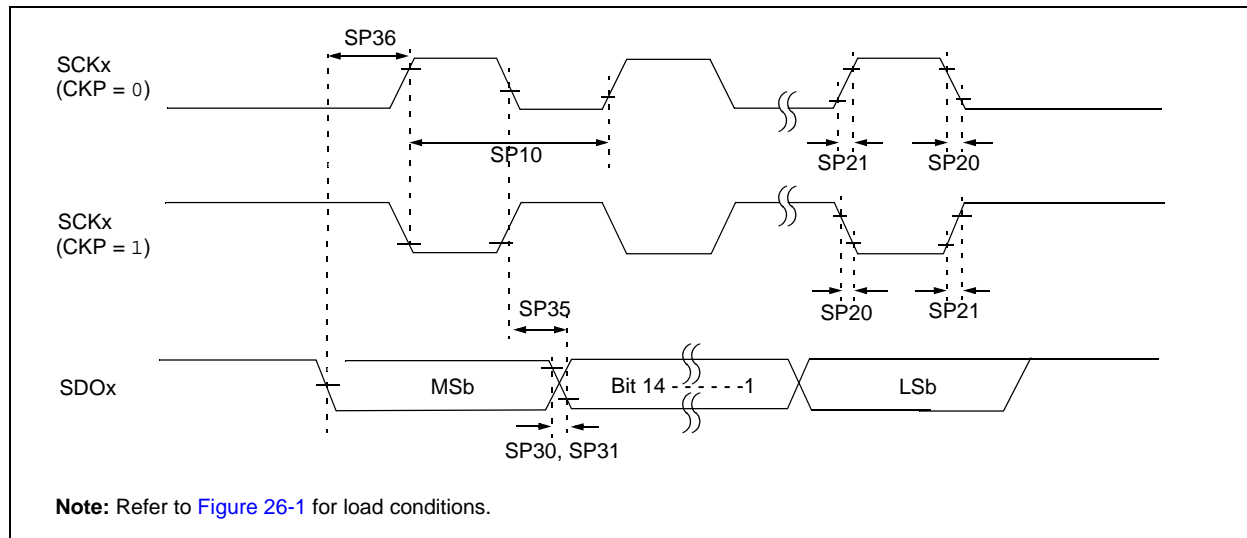 SP36
SCKx
(CKP = 0)
SP10
SP21
SP20
SCKx
(CKP = 1)
SP35
SP20
SP21
SDOx
MSb
Bit 14 - - - - - -1
LSb
SP30, SP31
Note: Refer to Figure 26-1 for load conditions.